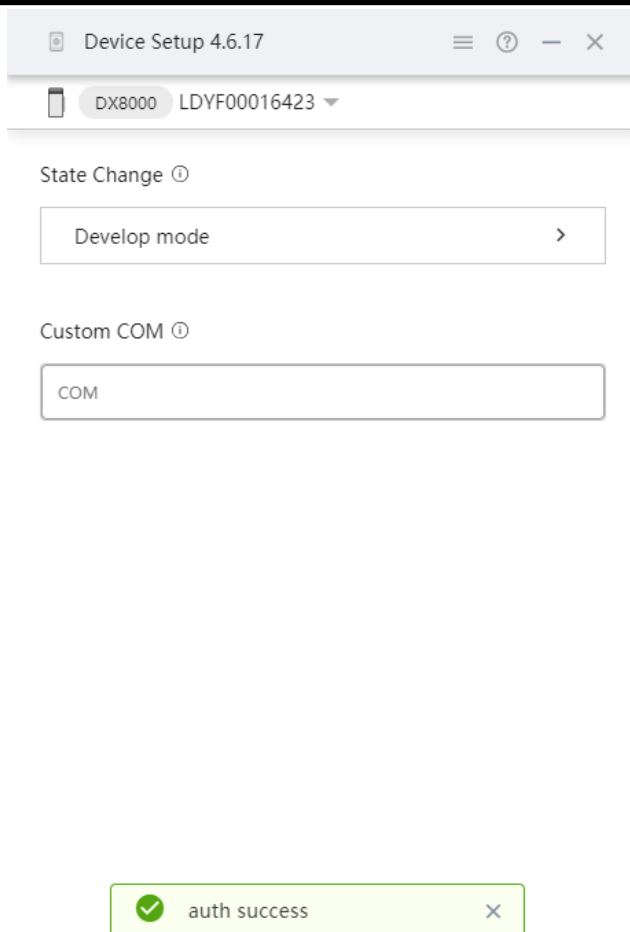 Device Setup 4.6.17
DX8000 LDYF00016423
State Change
Develop mode
Custom COM
COM
auth success